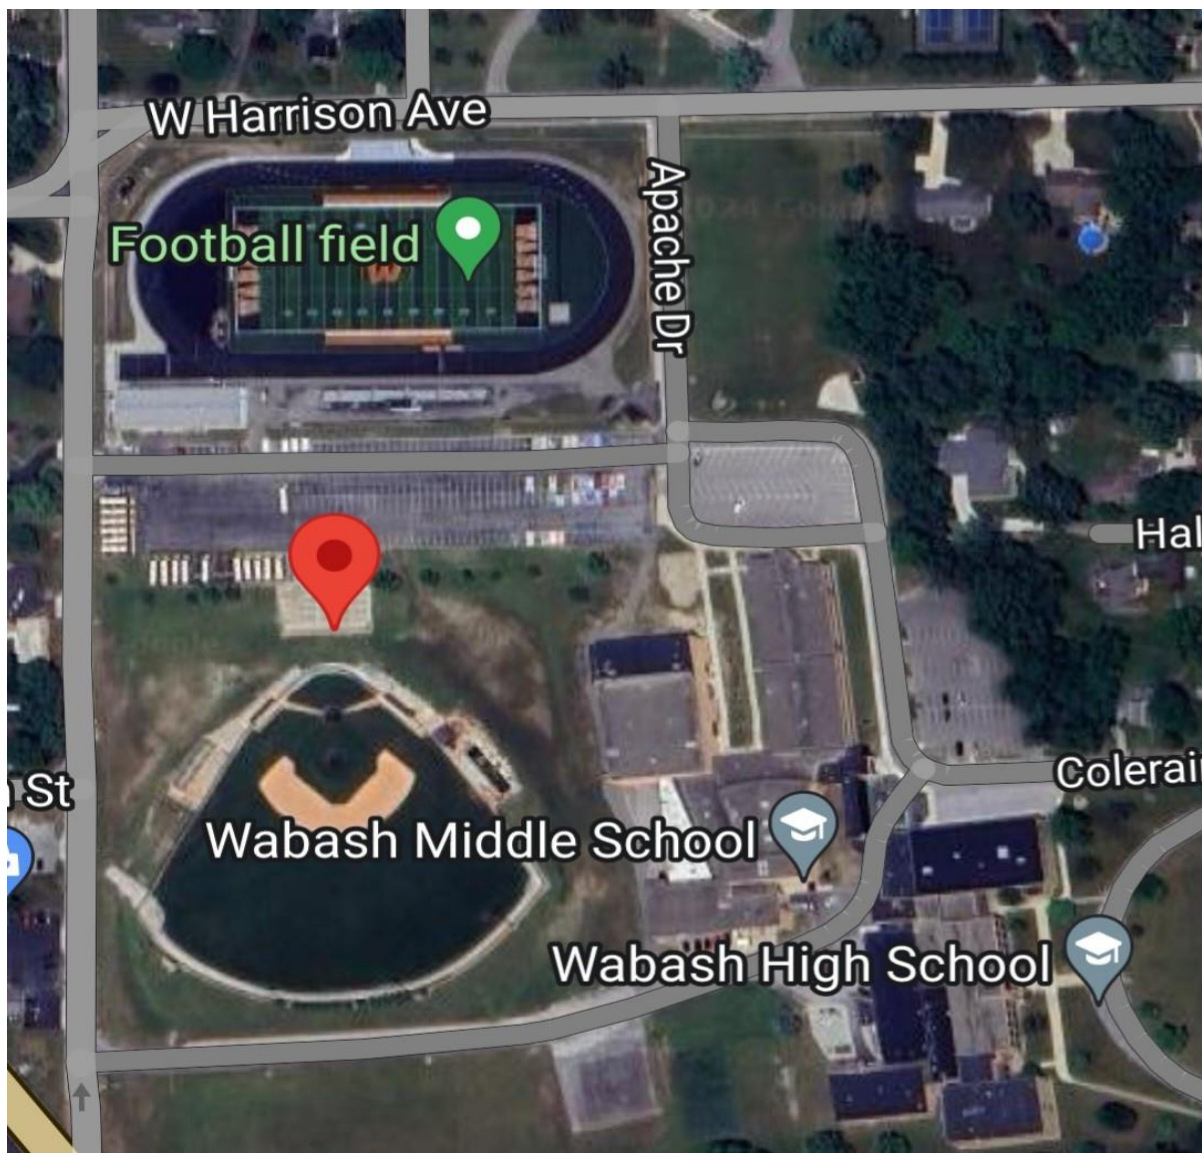 W Harrison Ave
Apache Dr
Football field
Hal
Colerai
n St
Wabash Middle School
Wabash High School